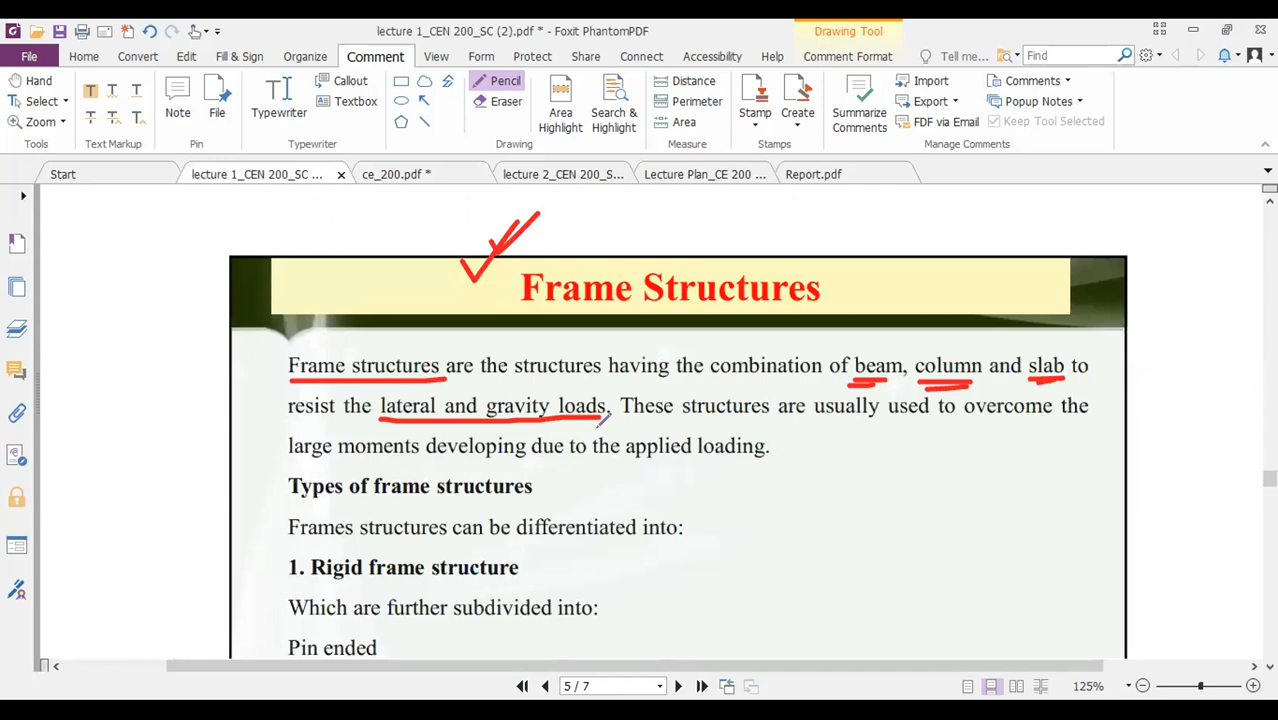 lecture 1_CEN 200_SC (2).pdf * - Foxit PhantomPDF
Drawing Tool
File Home Convert Edit Fill & Sign Organize Comment View Form Protect Share Connect Accessibility Help Comment Format Tell me... Find
Hand
Select
Zoom
Tools
Text Markup
Note
File
Pin
Typewriter
Callout
Textbox
Typewriter
Pencil
Eraser
Area Highlight
Search & Highlight
Drawing
Distance
Perimeter
Area
Measure
Stamp
Create
Stamps
Summarize Comments
Import
Export
FDF via Email
Comments
Popup Notes
Keep Tool Selected
Manage Comments
Start lecture 1_CEN 200_SC ... ce_200.pdf * lecture 2_CEN 200_S... Lecture Plan_CE 200 ... Report.pdf
Frame Structures
Frame structures are the structures having the combination of beam, column and slab to
resist the lateral and gravity loads. These structures are usually used to overcome the
large moments developing due to the applied loading.
Types of frame structures
Frames structures can be differentiated into:
1. Rigid frame structure
Which are further subdivided into:
Pin ended
5 / 7
125%